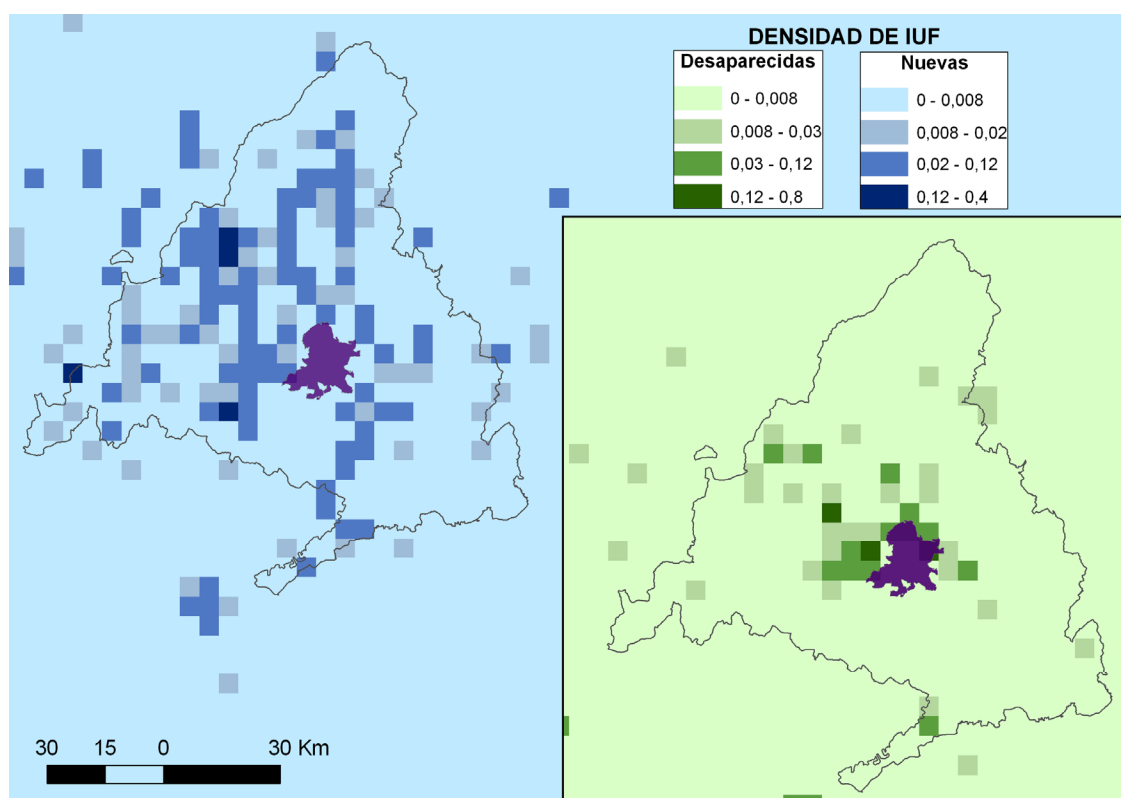 DENSIDAD DE IUF
Desaparecidas
0 - 0,008
0,008 - 0,03
0,03 - 0,12
0,12 - 0,8
Nuevas
0 - 0,008
0,008 - 0,02
0,02 - 0,12
0,12 - 0,4
30 15 0 30 Km